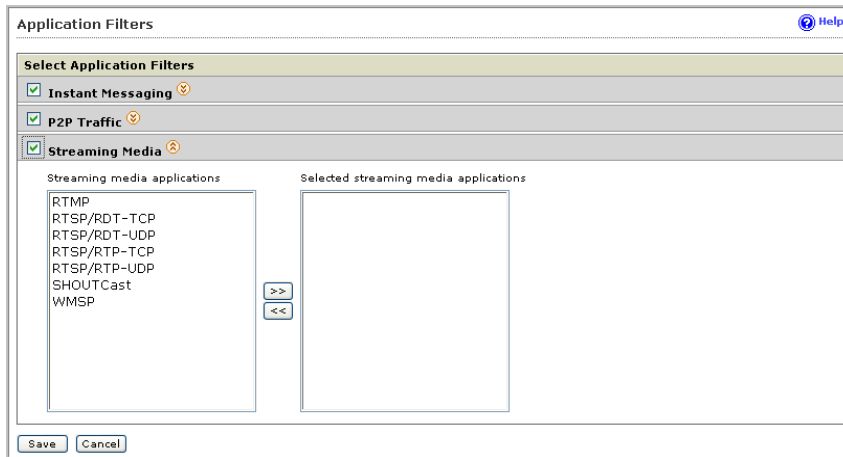 Application Filters
Help
Select Application Filters
Instant Messaging
P2P Traffic
Streaming Media
Streaming media applications
Selected streaming media applications
RTMP
RTSP/RDT-TCP
RTSP/RDT-UDP
RTSP/RTP-TCP
RTSP/RTP-UDP
SHOUTCast
WMSP
>>
<<
Save
Cancel